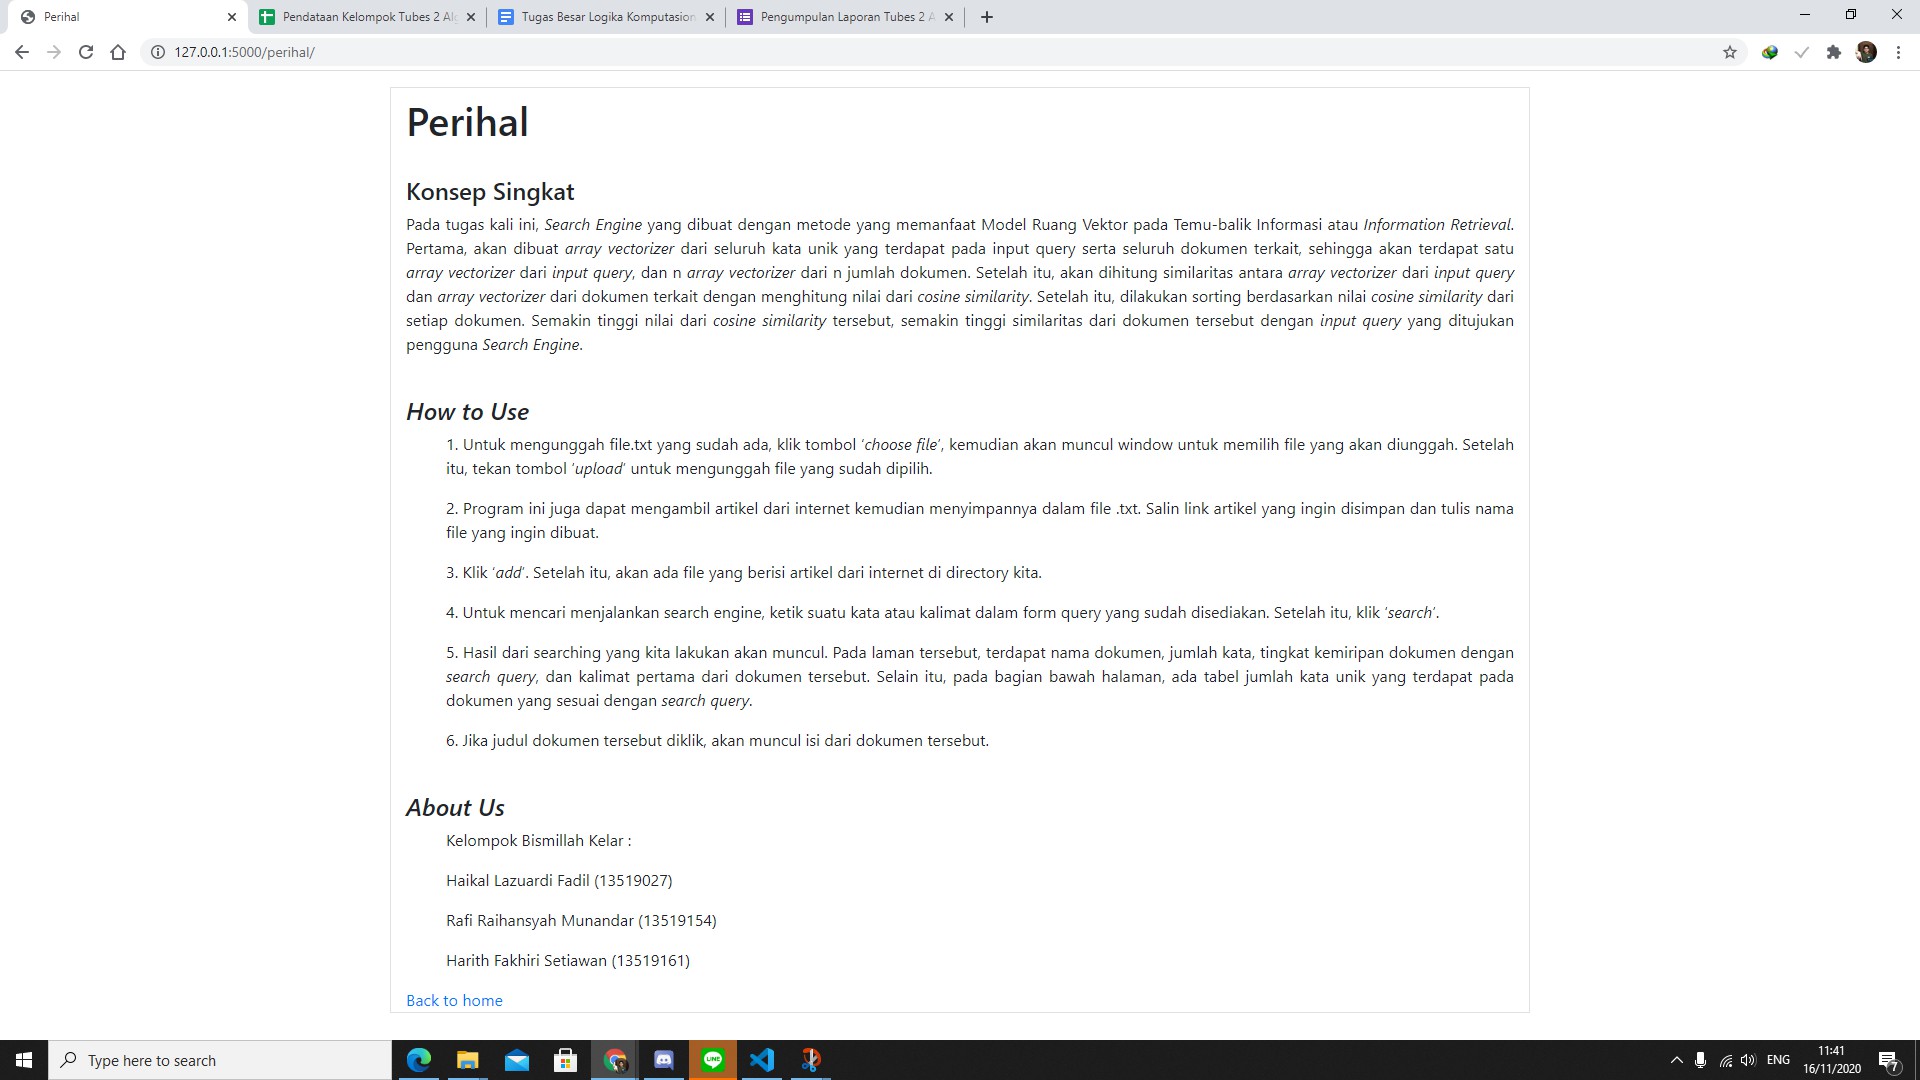 Perihal
Pendataan Kelompok Tubes 2 Alg
Tugas Besar Logika Komputasion
Pengumpulan Laporan Tubes 2 A
127.0.0.1:5000/perihal/
Perihal
Konsep Singkat
Pada tugas kali ini, Search Engine yang dibuat dengan metode yang memanfaat Model Ruang Vektor pada Temu-balik Informasi atau Information Retrieval.
Pertama, akan dibuat array vectorizer dari seluruh kata unik yang terdapat pada input query serta seluruh dokumen terkait, sehingga akan terdapat satu
array vectorizer dari input query, dan n array vectorizer dari n jumlah dokumen. Setelah itu, akan dihitung similaritas antara array vectorizer dari input query
dan array vectorizer dari dokumen terkait dengan menghitung nilai dari cosine similarity. Setelah itu, dilakukan sorting berdasarkan nilai cosine similarity dari
setiap dokumen. Semakin tinggi nilai dari cosine similarity tersebut, semakin tinggi similaritas dari dokumen tersebut dengan input query yang ditujukan
pengguna Search Engine.
How to Use
1. Untuk mengunggah file.txt yang sudah ada, klik tombol 'choose file', kemudian akan muncul window untuk memilih file yang akan diunggah. Setelah
itu, tekan tombol 'upload' untuk mengunggah file yang sudah dipilih.
2. Program ini juga dapat mengambil artikel dari internet kemudian menyimpannya dalam file .txt. Salin link artikel yang ingin disimpan dan tulis nama
file yang ingin dibuat.
3. Klik 'add'. Setelah itu, akan ada file yang berisi artikel dari internet di directory kita.
4. Untuk mencari menjalankan search engine, ketik suatu kata atau kalimat dalam form query yang sudah disediakan. Setelah itu, klik 'search'.
5. Hasil dari searching yang kita lakukan akan muncul. Pada laman tersebut, terdapat nama dokumen, jumlah kata, tingkat kemiripan dokumen dengan
search query, dan kalimat pertama dari dokumen tersebut. Selain itu, pada bagian bawah halaman, ada tabel jumlah kata unik yang terdapat pada
dokumen yang sesuai dengan search query.
6. Jika judul dokumen tersebut diklik, akan muncul isi dari dokumen tersebut.
About Us
Kelompok Bismillah Kelar :
Haikal Lazuardi Fadil (13519027)
Rafi Raihansyah Munandar (13519154)
Harith Fakhiri Setiawan (13519161)
Back to home
Type here to search
LINE
ENG
11:41
16/11/2020
7